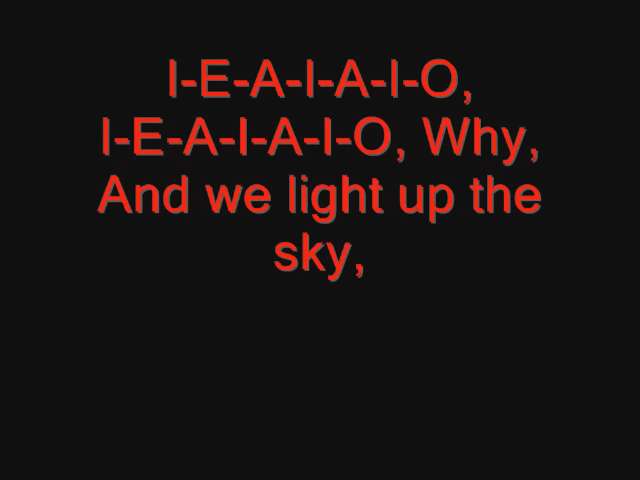 I-E-A-I-A-I-O,
I-E-A-I-A-I-O, Why,
And we light up the
sky,